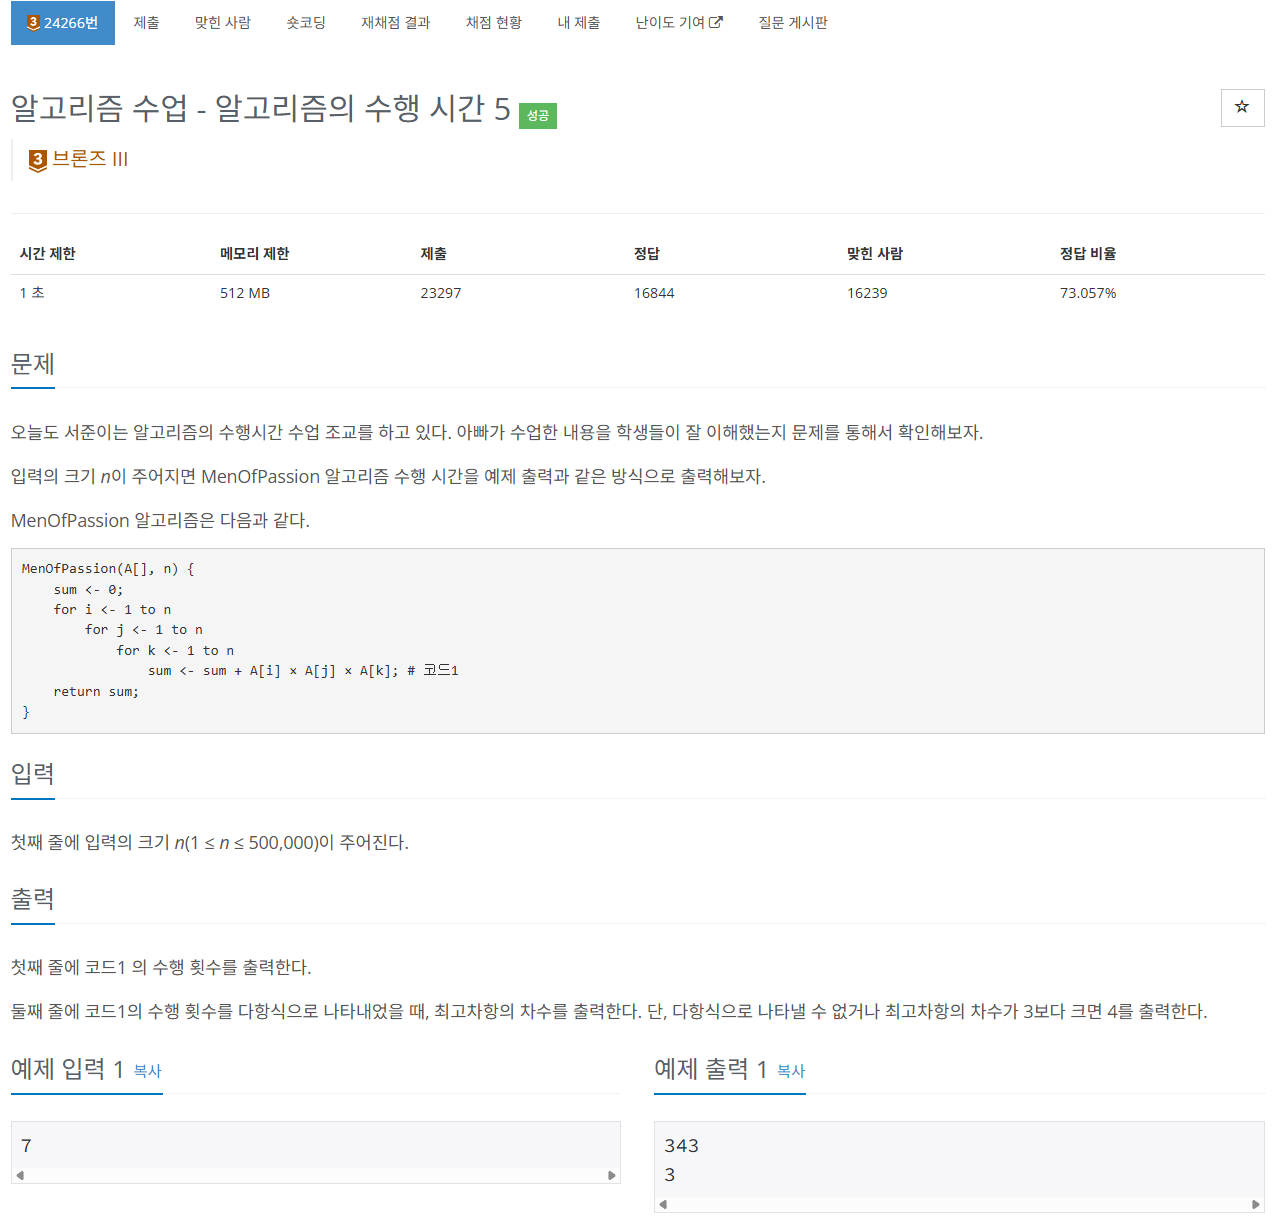 3 24266번 제출 맞힌 사람 숏코딩 재채점 결과 채점 현황 내 제출 난이도 기여 질문 게시판
알고리즘 수업 - 알고리즘의 수행 시간 5 성공 ☆
3 브론즈 III
시간 제한 메모리 제한 제출 정답 맞힌 사람 정답 비율
1 초 512 MB 23297 16844 16239 73.057%
문제
오늘도 서준이는 알고리즘의 수행시간 수업 조교를 하고 있다. 아빠가 수업한 내용을 학생들이 잘 이해했는지 문제를 통해서 확인해보자.
입력의 크기 n이 주어지면 MenOfPassion 알고리즘 수행 시간을 예제 출력과 같은 방식으로 출력해보자.
MenOfPassion 알고리즘은 다음과 같다.
MenOfPassion(A[], n) {
    sum <- 0;
    for i <- 1 to n
        for j <- 1 to n
            for k <- 1 to n
                sum <- sum + A[i] × A[j] × A[k]; # 코드1
    return sum;
}
입력
첫째 줄에 입력의 크기 n(1 ≤ n ≤ 500,000)이 주어진다.
출력
첫째 줄에 코드1 의 수행 횟수를 출력한다.
둘째 줄에 코드1의 수행 횟수를 다항식으로 나타내었을 때, 최고차항의 차수를 출력한다. 단, 다항식으로 나타낼 수 없거나 최고차항의 차수가 3보다 크면 4를 출력한다.
예제 입력 1 복사
7
예제 출력 1 복사
343
3